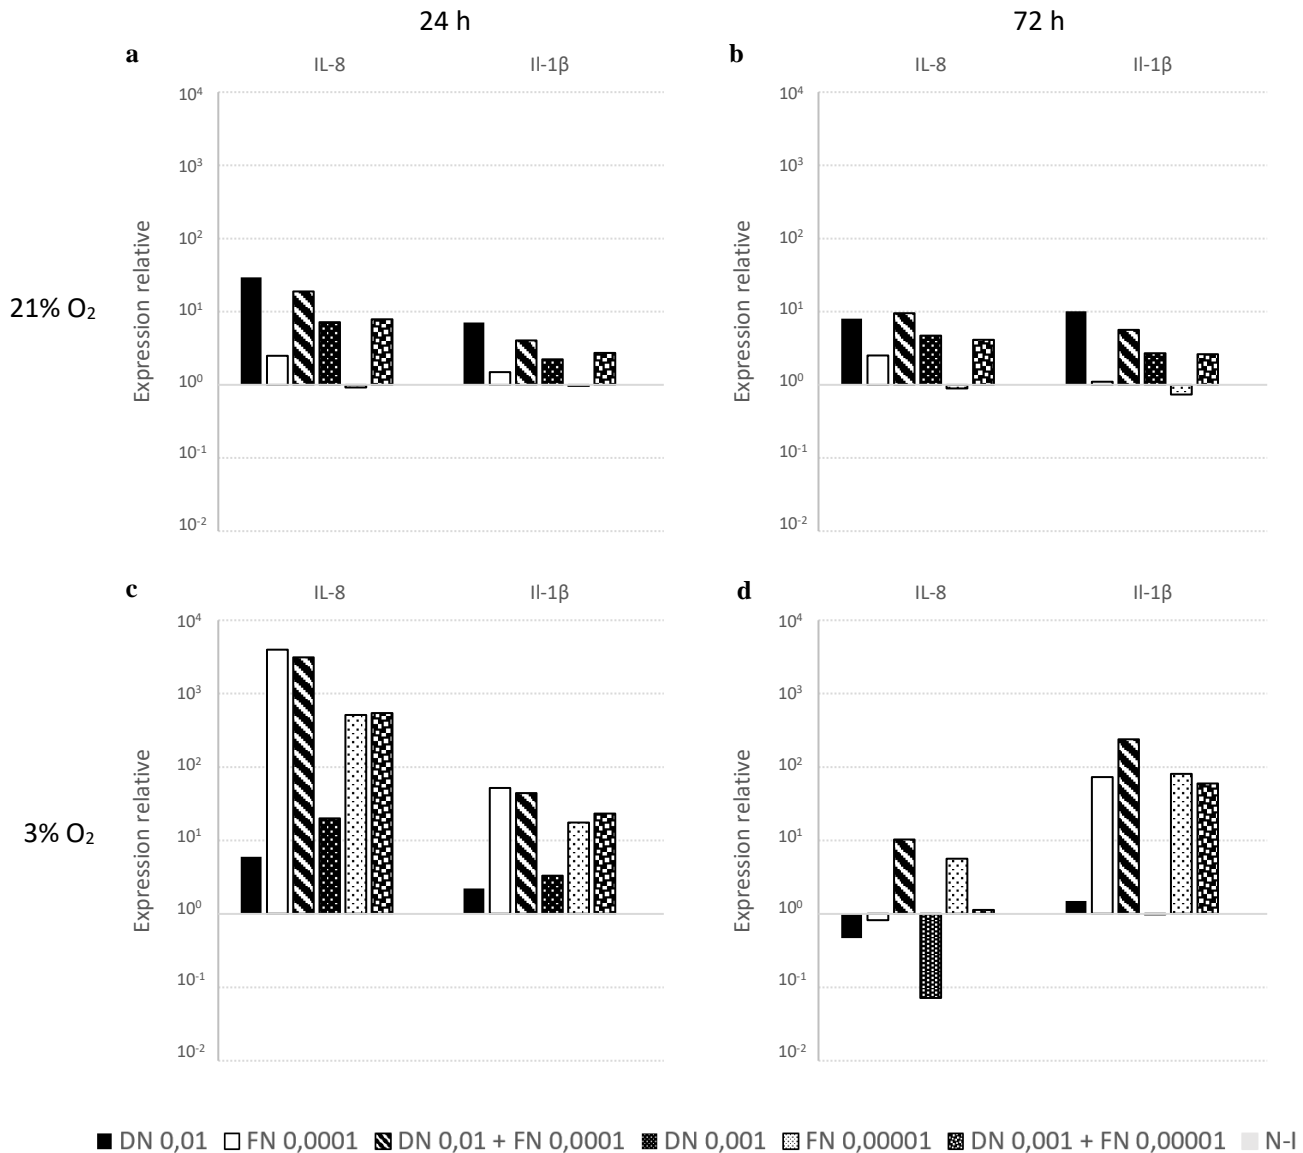 24 h
72 h
a
b
IL-8
Il-1β
IL-8
Il-1β
10⁴
10³
10²
10¹
10⁰
10⁻¹
10⁻²
Expression relative
10⁴
10³
10²
10¹
10⁰
10⁻¹
10⁻²
Expression relative
21% O₂
c
d
IL-8
Il-1β
IL-8
Il-1β
10⁴
10³
10²
10¹
10⁰
10⁻¹
10⁻²
Expression relative
10⁴
10³
10²
10¹
10⁰
10⁻¹
10⁻²
Expression relative
3% O₂
DN 0,01 FN 0,0001 DN 0,01 + FN 0,0001 DN 0,001 FN 0,00001 DN 0,001 + FN 0,00001 N-I